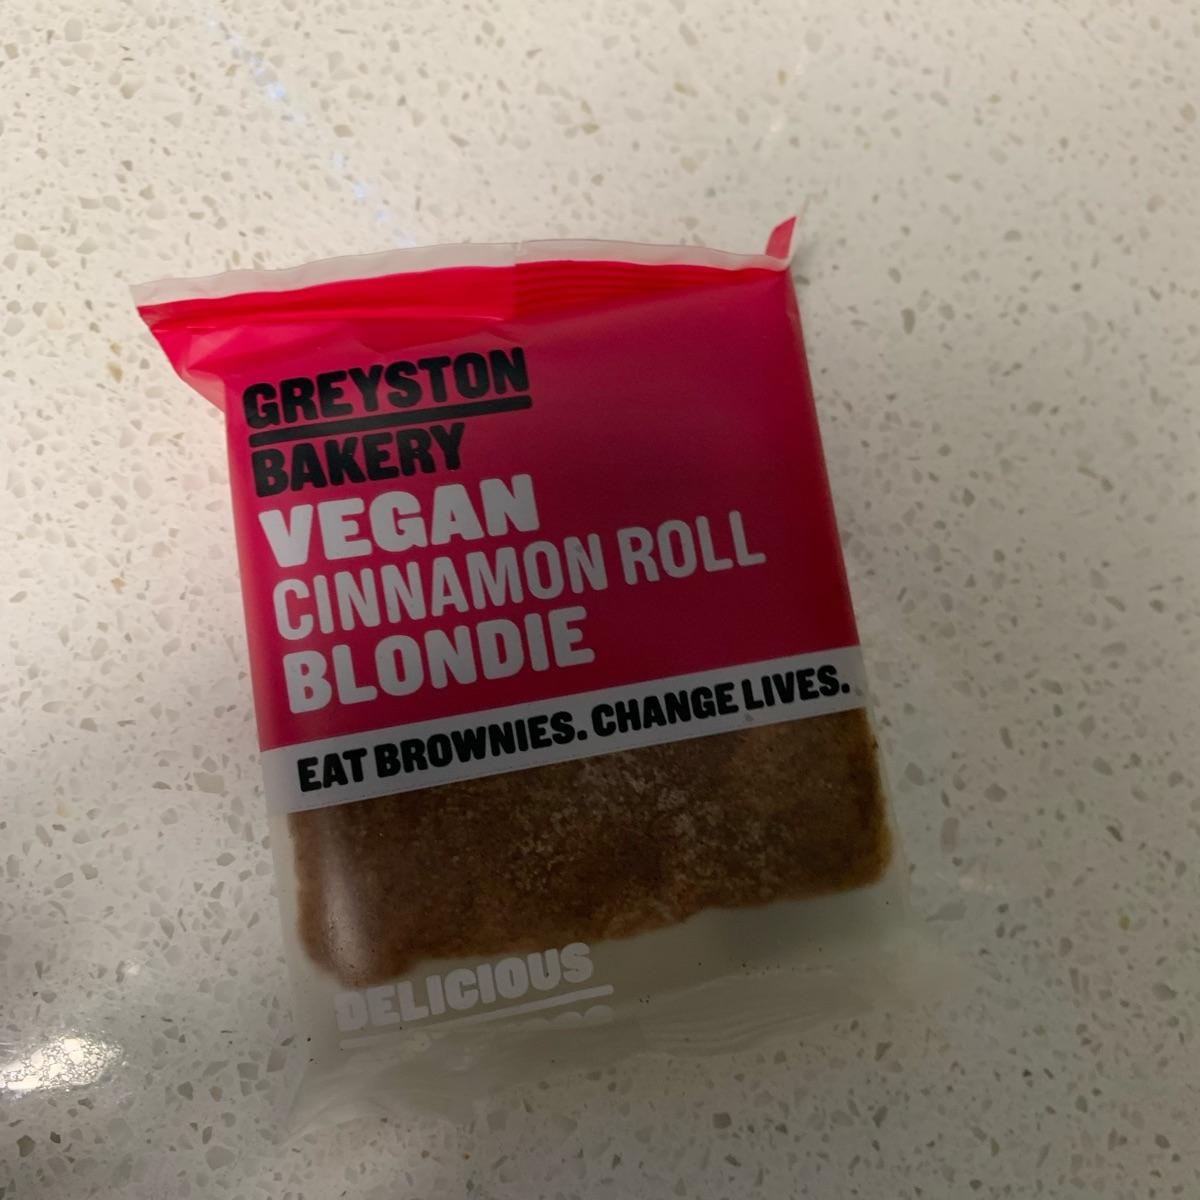 GREYSTON
BAKERY
VEGAN
CINNAMON ROLL
BLONDIE
EAT BROWNIES. CHANGE LIVES.
DELICIOUS